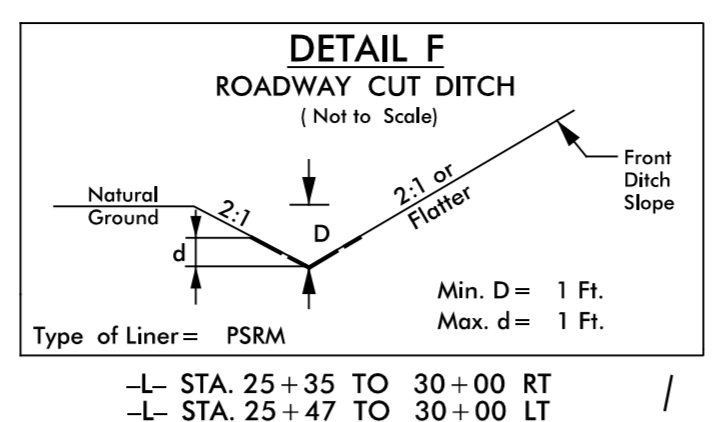 DETAIL F
ROADWAY CUT DITCH
( Not to Scale)
Front
Ditch
Slope
Natural
Ground
2:1
2:1 or
Flatter
D
d
Min. D= 1 Ft.
Max. d= 1 Ft.
Type of Liner= PSRM
-L- STA. 25+35 TO 30+00 RT
-L- STA. 25+47 TO 30+00 LT